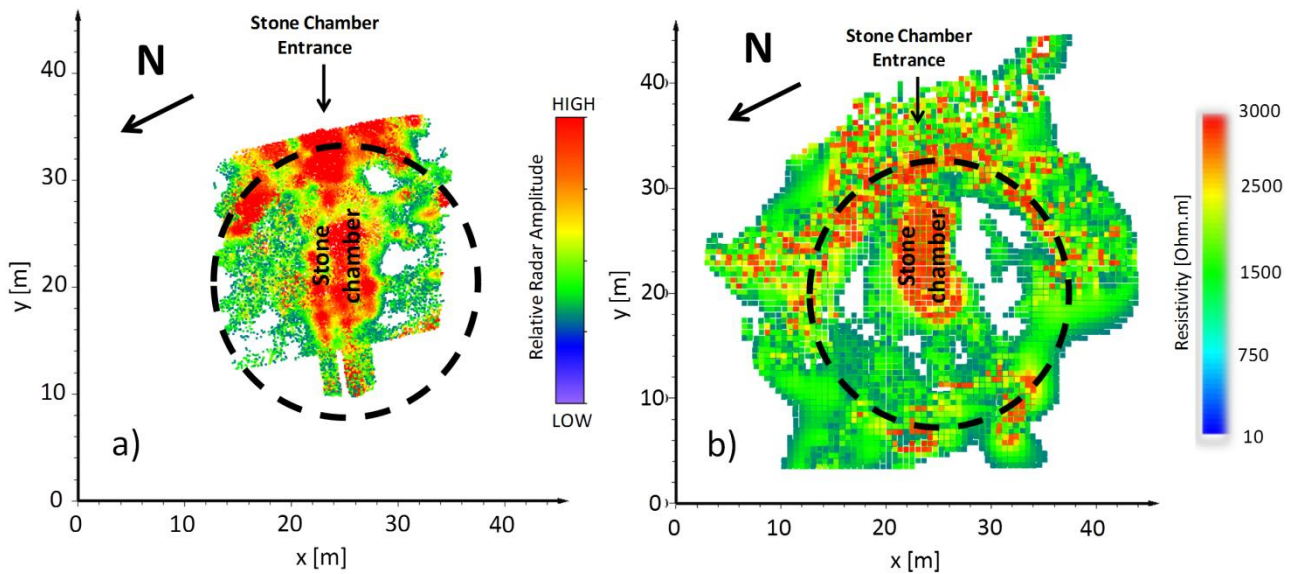 Stone Chamber
Entrance
N
40
30
20
10
0
y [m]
0
10
20
30
40
x [m]
Stone
chamber
a)
HIGH
Relative Radar Amplitude
LOW
Stone Chamber
Entrance
N
40
30
20
10
0
y [m]
0
10
20
30
40
x [m]
Stone
chamber
b)
3000
2500
1500
750
10
Resistivity [Ohm.m]